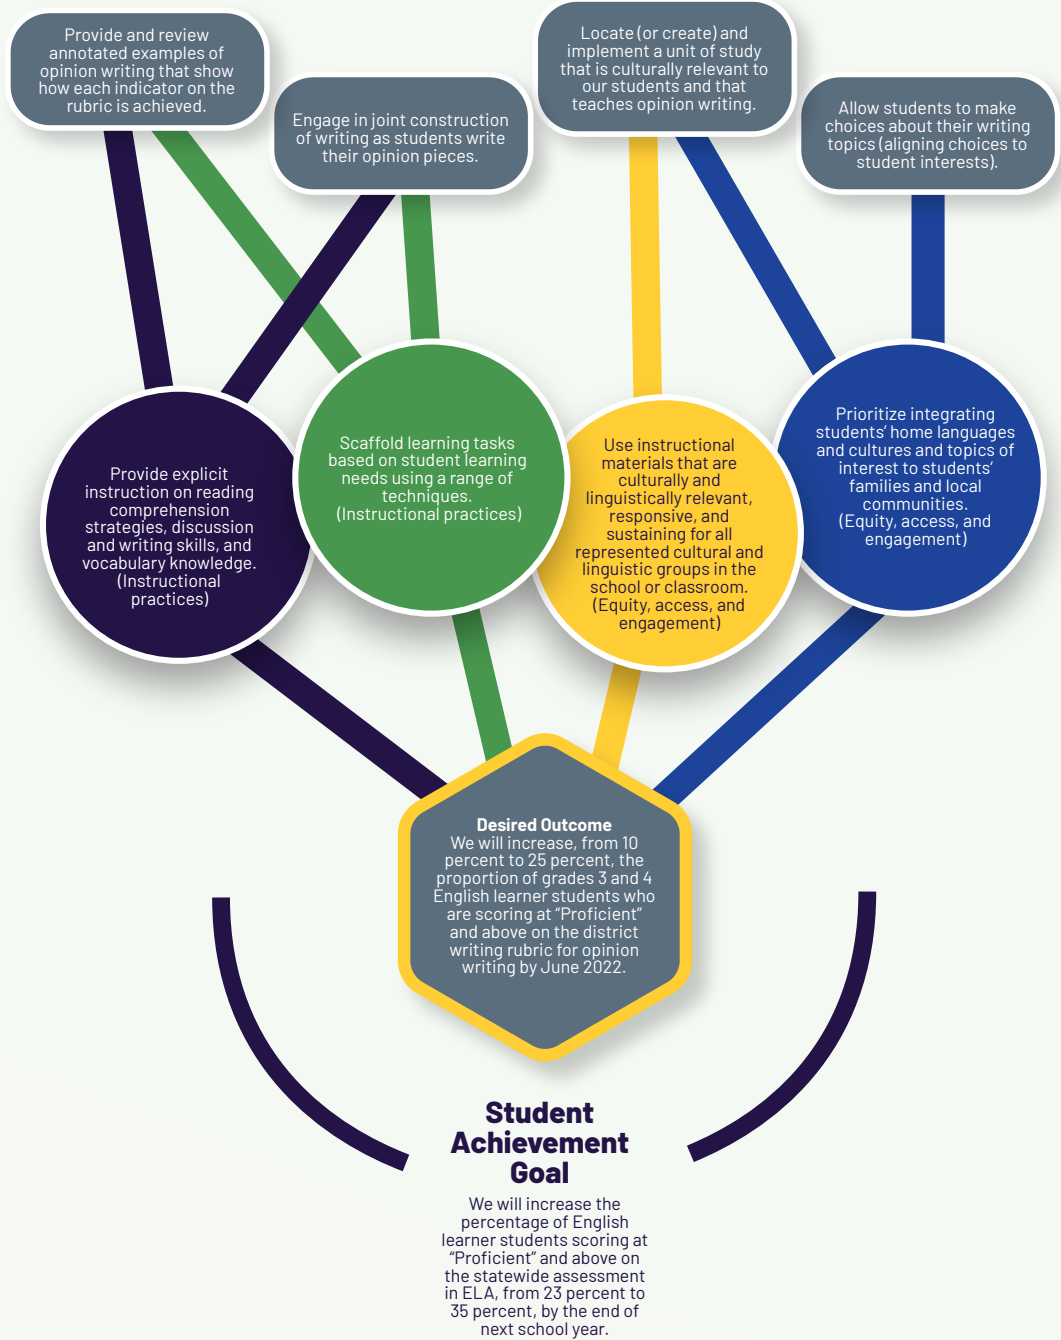 Provide and review
annotated examples of
opinion writing that show
how each indicator on the
rubric is achieved.
Engage in joint construction
of writing as students write
their opinion pieces.
Locate (or create) and
implement a unit of study
that is culturally relevant to
our students and that
teaches opinion writing.
Allow students to make
choices about their writing
topics (aligning choices to
student interests).
Provide explicit
instruction on reading
comprehension
strategies, discussion
and writing skills, and
vocabulary knowledge.
(Instructional
practices)
Scaffold learning tasks
based on student learning
needs using a range of
techniques.
(Instructional practices)
Use instructional
materials that are
culturally and
linguistically relevant,
responsive, and
sustaining for all
represented cultural and
linguistic groups in the
school or classroom.
(Equity, access, and
engagement)
Prioritize integrating
students’ home languages
and cultures and topics of
interest to students’
families and local
communities.
(Equity, access, and
engagement)
Desired Outcome
We will increase, from 10
percent to 25 percent, the
proportion of grades 3 and 4
English learner students who
are scoring at “Proficient”
and above on the district
writing rubric for opinion
writing by June 2022.
Student
Achievement
Goal
We will increase the
percentage of English
learner students scoring at
“Proficient” and above on
the statewide assessment
in ELA, from 23 percent to
35 percent, by the end of
next school year.